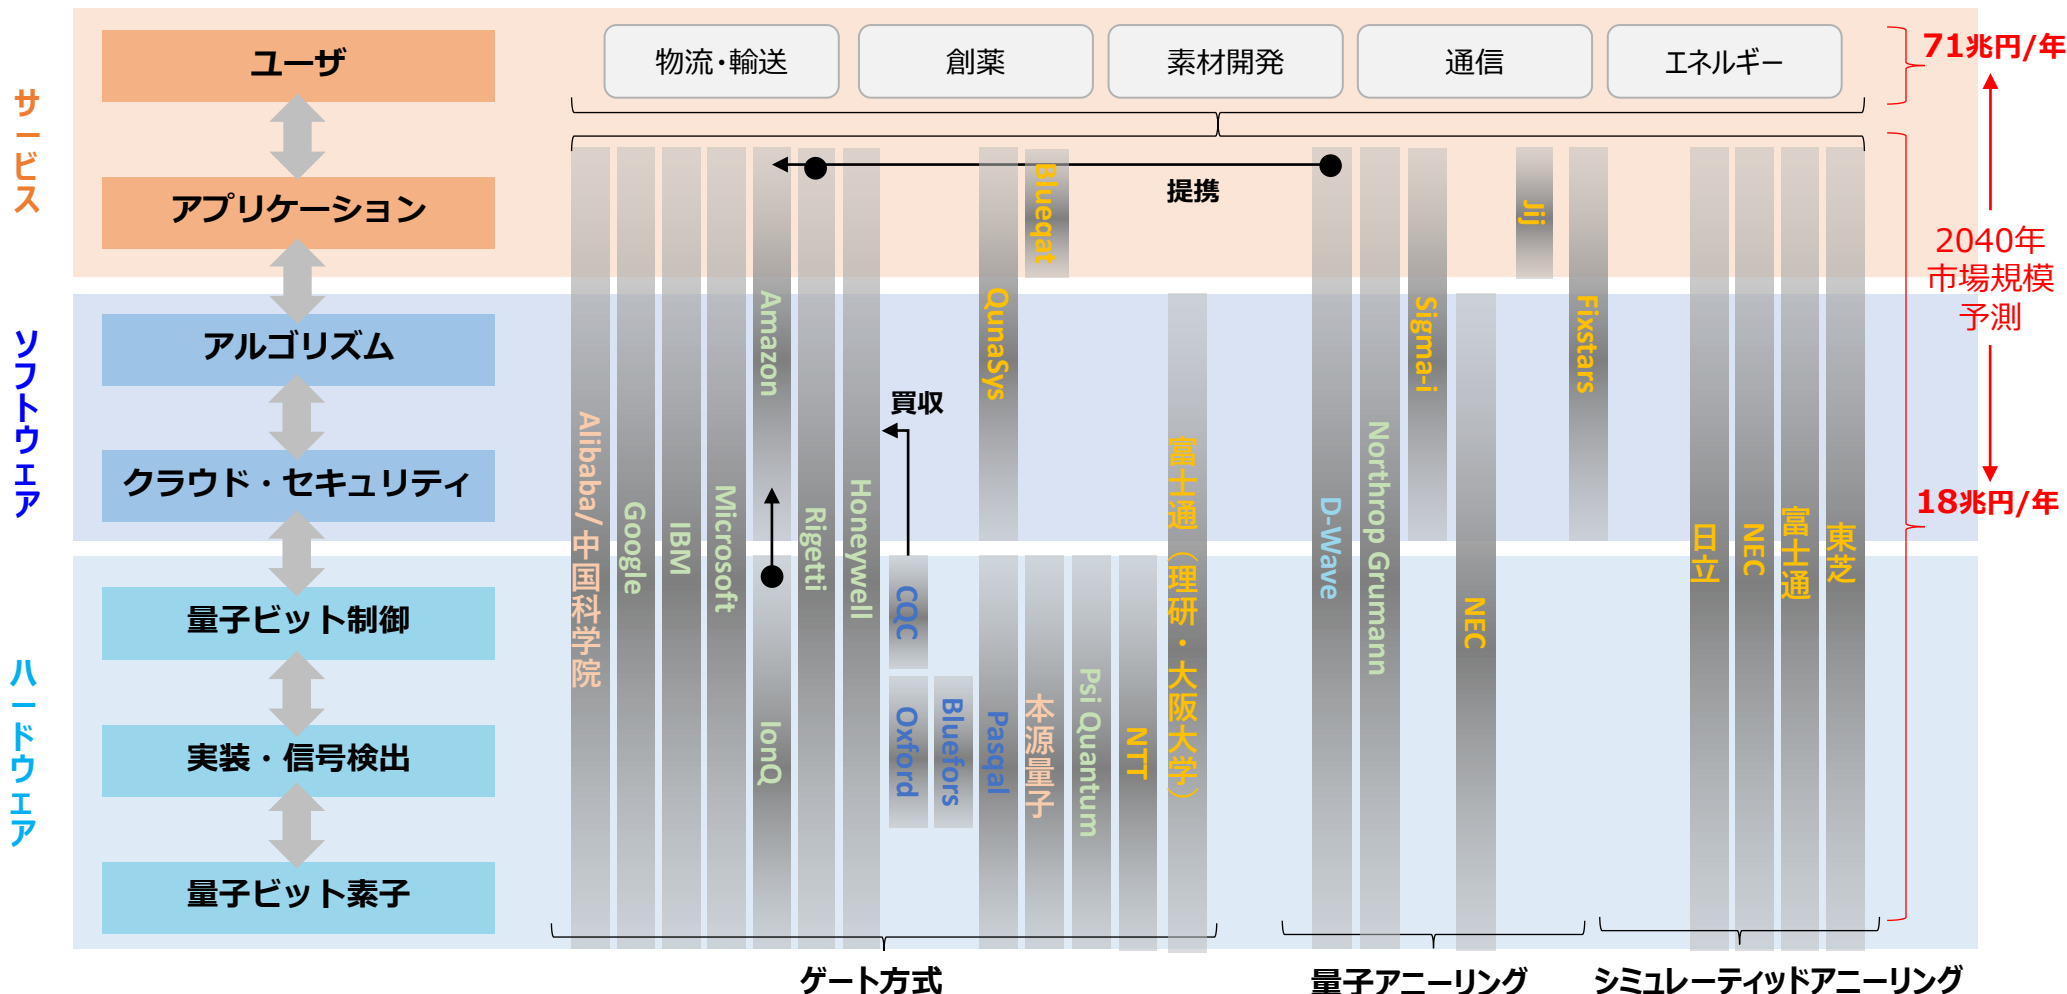 サービス
ソフトウェア
ハードウェア
ユーザ
アプリケーション
アルゴリズム
クラウド・セキュリティ
量子ビット制御
実装・信号検出
量子ビット素子
物流・輸送
創薬
素材開発
通信
エネルギー
71兆円/年
2040年
市場規模
予測
18兆円/年
提携
買収
Alibaba/中国科学院
Google
IBM
Microsoft
Amazon
IonQ
Rigetti
Honeywell
CQC
Oxford
Bluefors
QunaSys
Pasqal
Blueqat
本源量子
Psi Quantum
NTT
富士通（理研・大阪大学）
D-Wave
Northrop Grumann
Sigma-i
NEC
Jij
Fixstars
日立
NEC
富士通
東芝
ゲート方式
量子アニーリング
シミュレーティッドアニーリング